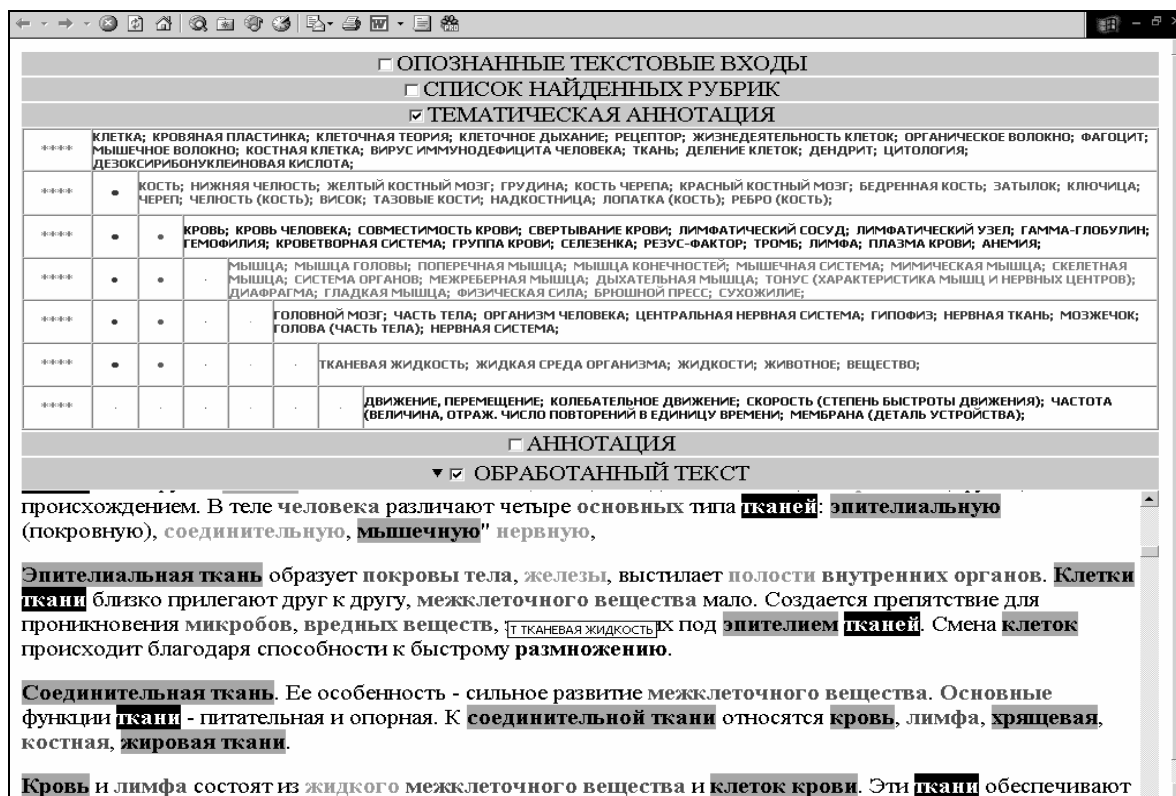 ОПОЗНАННЫЕ ТЕКСТОВЫЕ ВХОДЫ
СПИСОК НАЙДЕННЫХ РУБРИК
ТЕМАТИЧЕСКАЯ АННОТАЦИЯ
**** КЛЕТКА; КРОВЯНАЯ ПЛАСТИНКА; КЛЕТОЧНАЯ ТЕОРИЯ; КЛЕТОЧНОЕ ДЫХАНИЕ; РЕЦЕПТОР; ЖИЗНЕДЕЯТЕЛЬНОСТЬ КЛЕТОК; ОРГАНИЧЕСКОЕ ВОЛОКНО; ФАГОЦИТ;
МЫШЕЧНОЕ ВОЛОКНО; КОСТНАЯ КЛЕТКА; ВИРУС ИММУНОДЕФИЦИТА ЧЕЛОВЕКА; ТКАНЬ; ДЕЛЕНИЕ КЛЕТОК; ДЕНДРИТ; ЦИТОЛОГИЯ;
ДЕЗОКСИРИБОНУКЛЕИНОВАЯ КИСЛОТА;
**** • КОСТЬ; НИЖНЯЯ ЧЕЛЮСТЬ; ЖЕЛТЫЙ КОСТНЫЙ МОЗГ; ГРУДИНА; КОСТЬ ЧЕРЕПА; КРАСНЫЙ КОСТНЫЙ МОЗГ; БЕДРЕННАЯ КОСТЬ; ЗАТЫЛОК; КЛЮЧИЦА;
ЧЕРЕП; ЧЕЛЮСТЬ (КОСТЬ); ВИСОК; ТАЗОВЫЕ КОСТИ; НАДКОСТНИЦА; ЛОПАТКА (КОСТЬ); РЕБРО (КОСТЬ);
**** • • КРОВЬ; КРОВЬ ЧЕЛОВЕКА; СОВМЕСТИМОСТЬ КРОВИ; СВЕРТЫВАНИЕ КРОВИ; ЛИМФАТИЧЕСКИЙ СОСУД; ЛИМФАТИЧЕСКИЙ УЗЕЛ; ГАММА-ГЛОБУЛИН;
ГЕМОФИЛИЯ; КРОВЕТВОРНАЯ СИСТЕМА; ГРУППА КРОВИ; СЕЛЕЗЕНКА; РЕЗУС-ФАКТОР; ТРОМБ; ЛИМФА; ПЛАЗМА КРОВИ; АНЕМИЯ;
**** • • · МЫШЦА; МЫШЦА ГОЛОВЫ; ПОПЕРЕЧНАЯ МЫШЦА; МЫШЦА КОНЕЧНОСТЕЙ; МЫШЕЧНАЯ СИСТЕМА; МИМИЧЕСКАЯ МЫШЦА; СКЕЛЕТНАЯ
МЫШЦА; СИСТЕМА ОРГАНОВ; МЕЖРЕБЕРНАЯ МЫШЦА; ДЫХАТЕЛЬНАЯ МЫШЦА; ТОНУС (ХАРАКТЕРИСТИКА МЫШЦ И НЕРВНЫХ ЦЕНТРОВ);
ДИАФРАГМА; ГЛАДКАЯ МЫШЦА; ФИЗИЧЕСКАЯ СИЛА; БРЮШНОЙ ПРЕСС; СУХОЖИЛИЕ;
**** • • · · ГОЛОВНОЙ МОЗГ; ЧАСТЬ ТЕЛА; ОРГАНИЗМ ЧЕЛОВЕКА; ЦЕНТРАЛЬНАЯ НЕРВНАЯ СИСТЕМА; ГИПОФИЗ; НЕРВНАЯ ТКАНЬ; МОЗЖЕЧОК;
ГОЛОВА (ЧАСТЬ ТЕЛА); НЕРВНАЯ СИСТЕМА;
**** • • · · · ТКАНЕВАЯ ЖИДКОСТЬ; ЖИДКАЯ СРЕДА ОРГАНИЗМА; ЖИДКОСТИ; ЖИВОТНОЕ; ВЕЩЕСТВО;
**** · · · · · · ДВИЖЕНИЕ, ПЕРЕМЕЩЕНИЕ; КОЛЕБАТЕЛЬНОЕ ДВИЖЕНИЕ; СКОРОСТЬ (СТЕПЕНЬ БЫСТРОТЫ ДВИЖЕНИЯ); ЧАСТОТА
(ВЕЛИЧИНА, ОТРАЖ. ЧИСЛО ПОВТОРЕНИЙ В ЕДИНИЦУ ВРЕМЕНИ; МЕМБРАНА (ДЕТАЛЬ УСТРОЙСТВА);
АННОТАЦИЯ
▼ ОБРАБОТАННЫЙ ТЕКСТ
происхождением. В теле человека различают четыре основных типа тканей: эпителиальную
(покровную), соединительную, мышечную" нервную,
Эпителиальная ткань образует покровы тела, железы, выстилает полости внутренних органов. Клетки
ткани близко прилегают друг к другу, межклеточного вещества мало. Создается препятствие для
проникновения микробов, вредных веществ, Т ТКАНЕВАЯ ЖИДКОСТЬ х под эпителием тканей. Смена клеток
происходит благодаря способности к быстрому размножению.
Соединительная ткань. Ее особенность - сильное развитие межклеточного вещества. Основные
функции ткани - питательная и опорная. К соединительной ткани относятся кровь, лимфа, хрящевая,
костная, жировая ткани.
Кровь и лимфа состоят из жидкого межклеточного вещества и клеток крови. Эти ткани обеспечивают